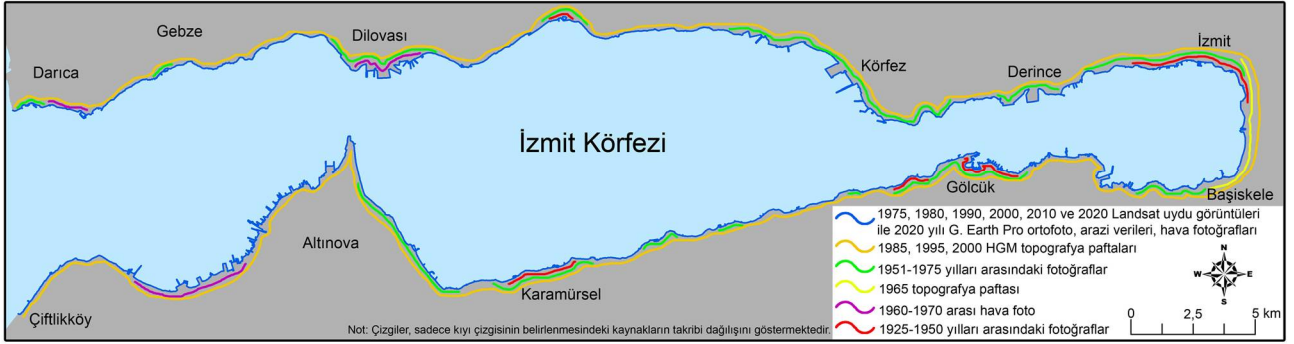 Gebze
Dilovası
İzmit
Darıca
Körfez
Derince
İzmit Körfezi
Gölcük
Başiskele
Altınova
Karamürsel
Çiftlikköy
1975, 1980, 1990, 2000, 2010 ve 2020 Landsat uydu görüntüleri
ile 2020 yılı G. Earth Pro ortofoto, arazi verileri, hava fotoğrafları
1985, 1995, 2000 HGM topografya paftaları
1951-1975 yılları arasındaki fotoğraflar
1965 topografya paftası
1960-1970 arası hava foto
1925-1950 yılları arasındaki fotoğraflar
N
W E
S
0 2,5 5 km
Not: Çizgiler, sadece kıyı çizgisinin belirlenmesindeki kaynakların takribi dağılışını göstermektedir.